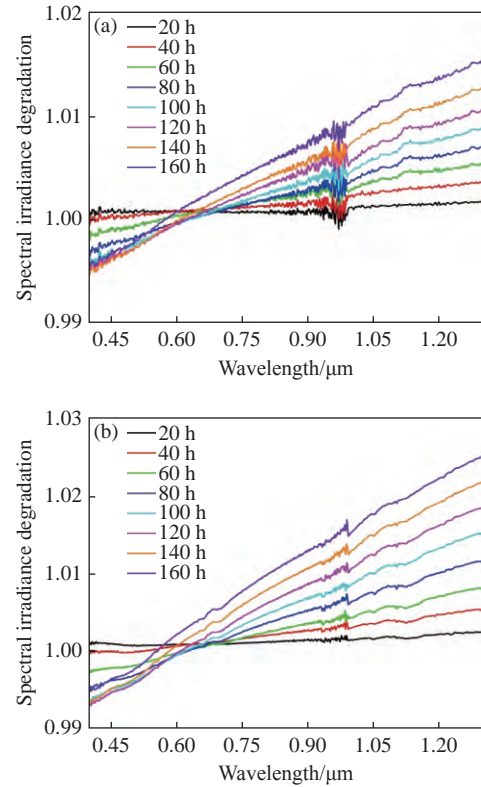 1.02
(a)
20 h
40 h
60 h
80 h
100 h
120 h
140 h
160 h
1.01
1.00
0.99
Spectral irradiance degradation
0.45 0.60 0.75 0.90 1.05 1.20
Wavelength/μm
1.03
(b)
20 h
40 h
60 h
80 h
100 h
120 h
140 h
160 h
1.02
1.01
1.00
0.99
Spectral irradiance degradation
0.45 0.60 0.75 0.90 1.05 1.20
Wavelength/μm